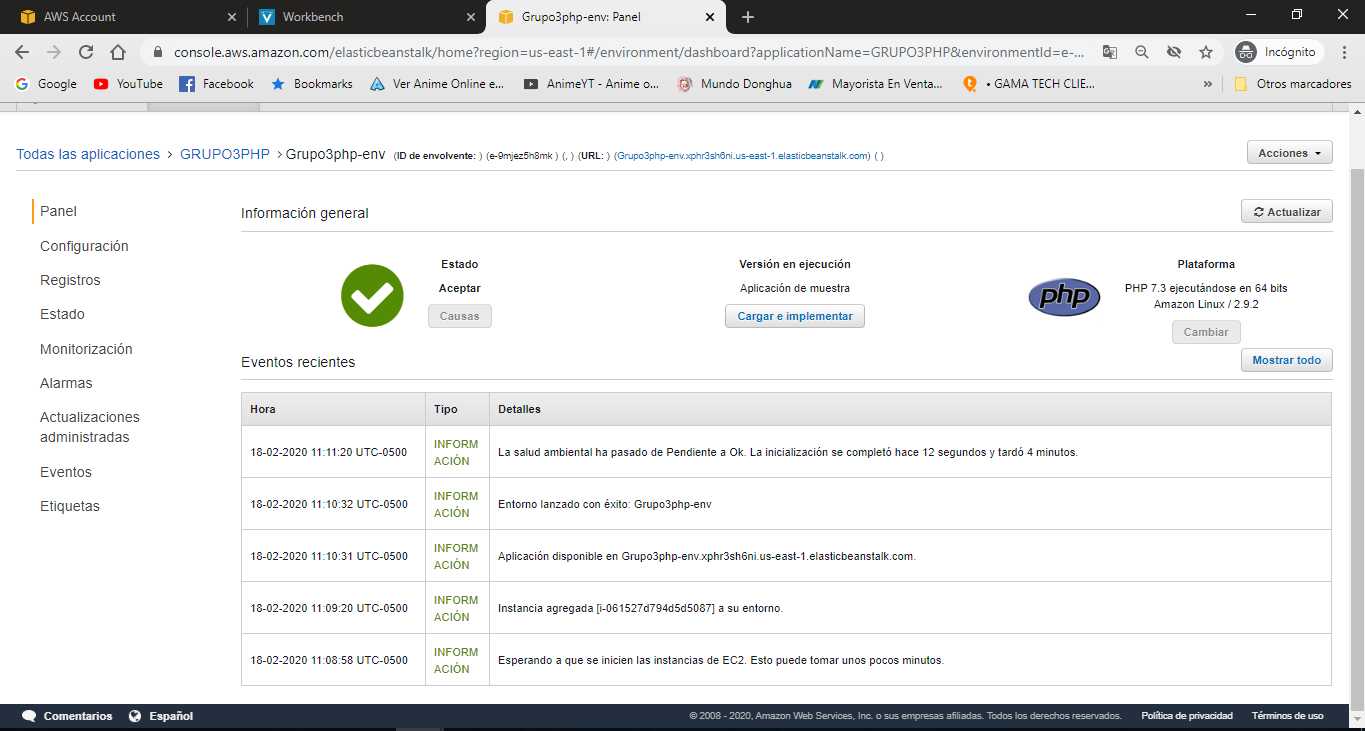 AWS Account
Workbench
Grupo3php-env: Panel
console.aws.amazon.com/elasticbeanstalk/home?region=us-east-1#/environment/dashboard?applicationName=GRUPO3PHP&environmentId=e-...
Incógnito
Google
YouTube
Facebook
Bookmarks
Ver Anime Online e...
AnimeYT - Anime o...
Mundo Donghua
Mayorista En Venta...
• GAMA TECH CLIE...
»
Otros marcadores
Todas las aplicaciones > GRUPO3PHP > Grupo3php-env (ID de envolvente: ) (e-9mjez5h8mk ) (, ) (URL: ) (Grupo3php-env.xphr3sh6ni.us-east-1.elasticbeanstalk.com) ( )
Acciones
Panel
Configuración
Registros
Estado
Monitorización
Alarmas
Actualizaciones
administradas
Eventos
Etiquetas
Información general
Actualizar
Estado
Aceptar
Causas
Versión en ejecución
Aplicación de muestra
Cargar e implementar
php
Plataforma
PHP 7.3 ejecutándose en 64 bits
Amazon Linux / 2.9.2
Cambiar
Eventos recientes
Mostrar todo
Hora Tipo Detalles
18-02-2020 11:11:20 UTC-0500
INFORM
ACIÓN
La salud ambiental ha pasado de Pendiente a Ok. La inicialización se completó hace 12 segundos y tardó 4 minutos.
18-02-2020 11:10:32 UTC-0500
INFORM
ACIÓN
Entorno lanzado con éxito: Grupo3php-env
18-02-2020 11:10:31 UTC-0500
INFORM
ACIÓN
Aplicación disponible en Grupo3php-env.xphr3sh6ni.us-east-1.elasticbeanstalk.com.
18-02-2020 11:09:20 UTC-0500
INFORM
ACIÓN
Instancia agregada [i-061527d794d5d5087] a su entorno.
18-02-2020 11:08:58 UTC-0500
INFORM
ACIÓN
Esperando a que se inicien las instancias de EC2. Esto puede tomar unos pocos minutos.
Comentarios
Español
© 2008 - 2020, Amazon Web Services, Inc. o sus empresas afiliadas. Todos los derechos reservados.
Política de privacidad
Términos de uso